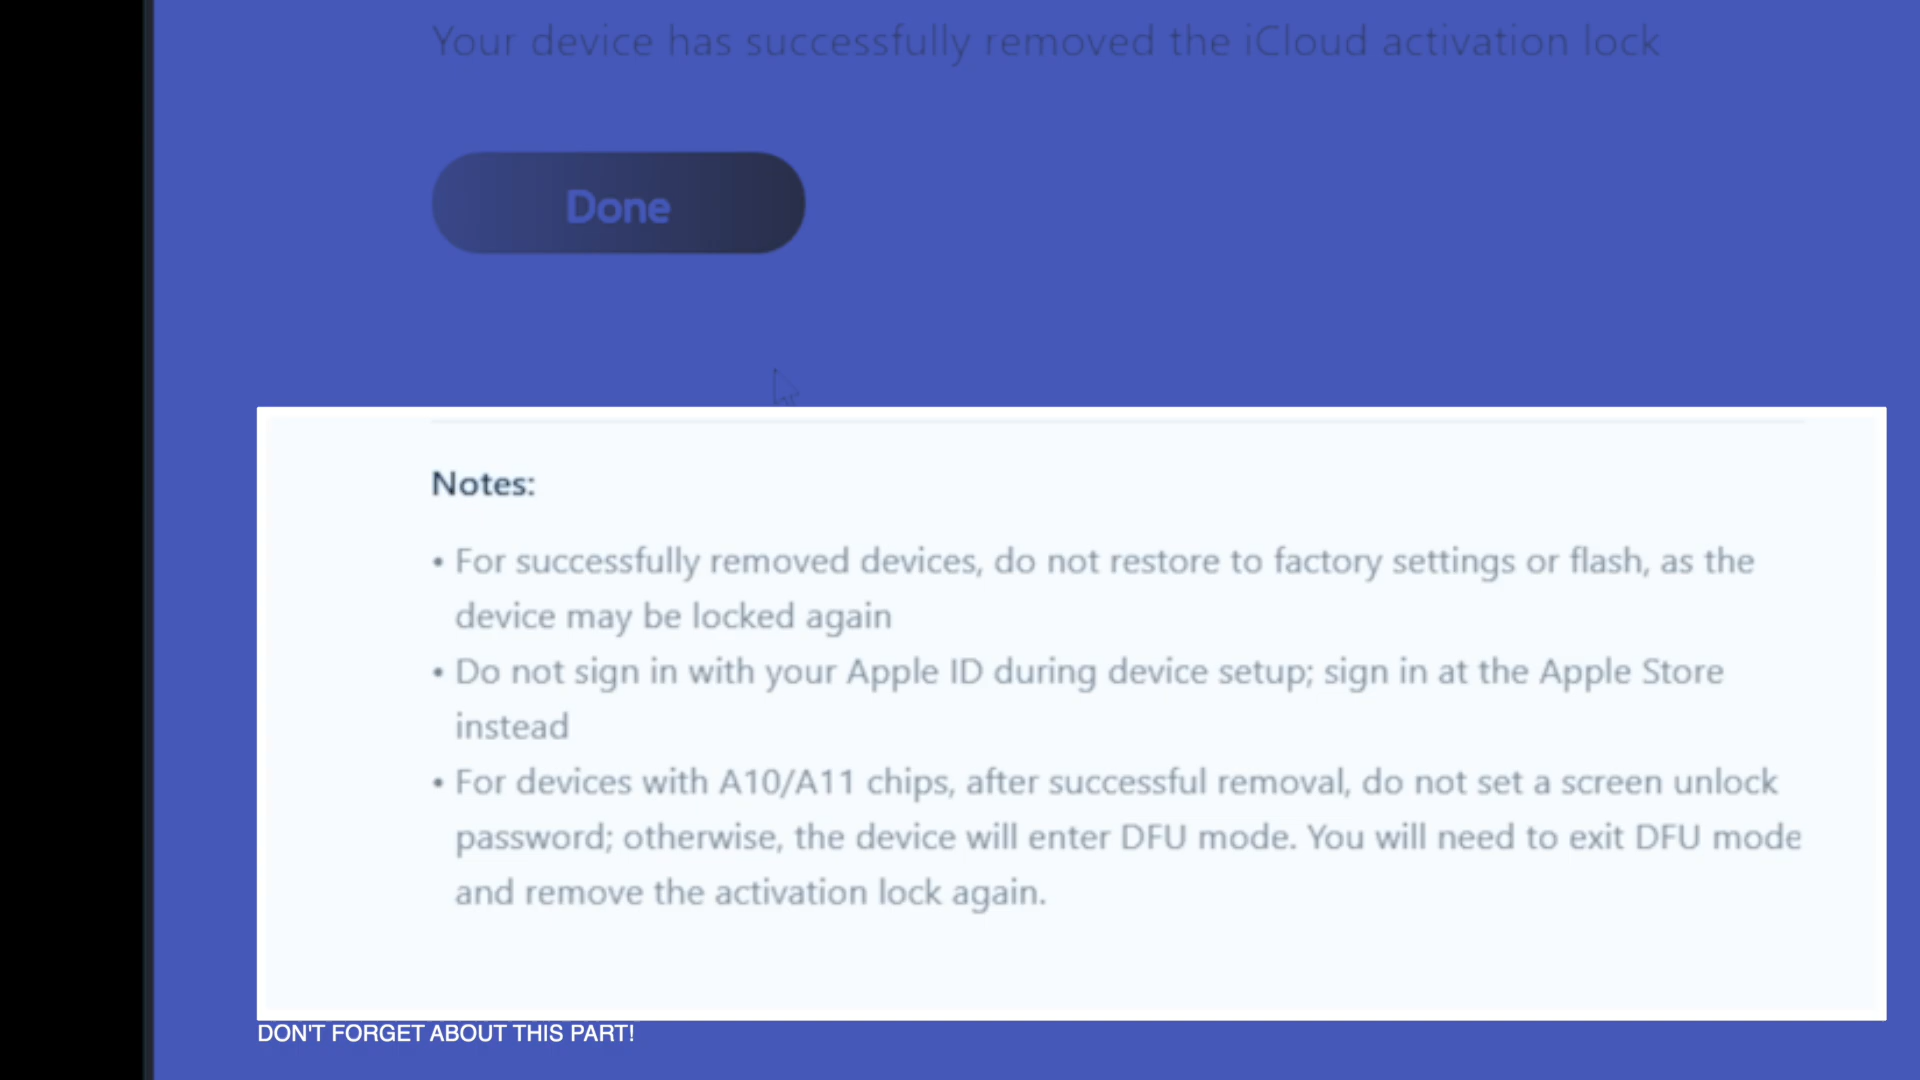 Your device has successfully removed the iCloud activation lock
Done
Notes:
• For successfully removed devices, do not restore to factory settings or flash, as the
device may be locked again
• Do not sign in with your Apple ID during device setup; sign in at the Apple Store
instead
• For devices with A10/A11 chips, after successful removal, do not set a screen unlock
password; otherwise, the device will enter DFU mode. You will need to exit DFU mode
and remove the activation lock again.
DON'T FORGET ABOUT THIS PART!